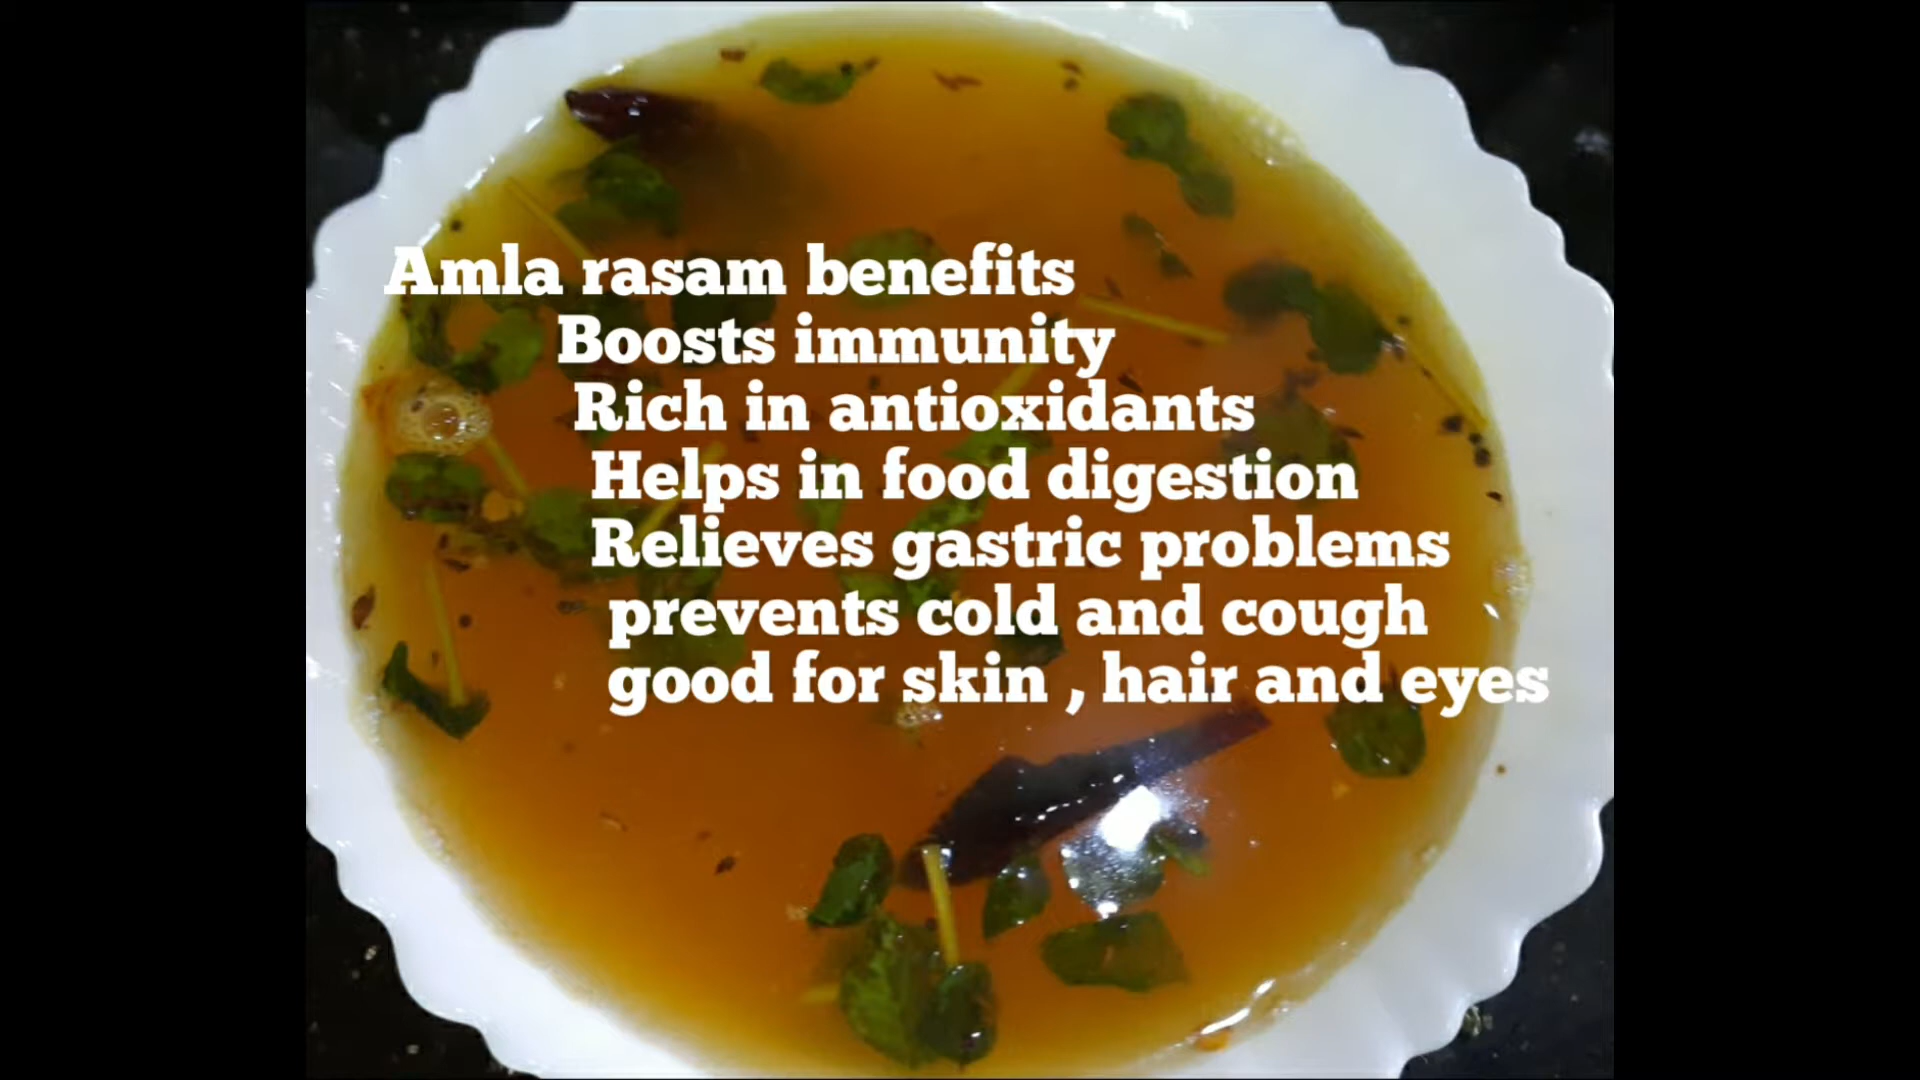 Amla rasam benefits
Boosts immunity
Rich in antioxidants
Helps in food digestion
Relieves gastric problems
prevents cold and cough
good for skin , hair and eyes